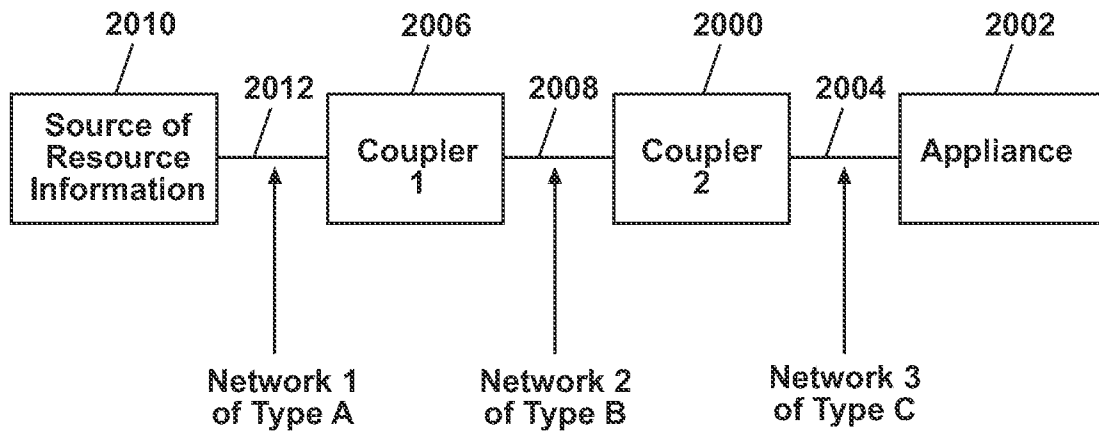 2010
2006
2000
2002
2012
2008
2004
Source of
Resource
Information
Coupler
1
Coupler
2
Appliance
Network 1
of Type A
Network 2
of Type B
Network 3
of Type C